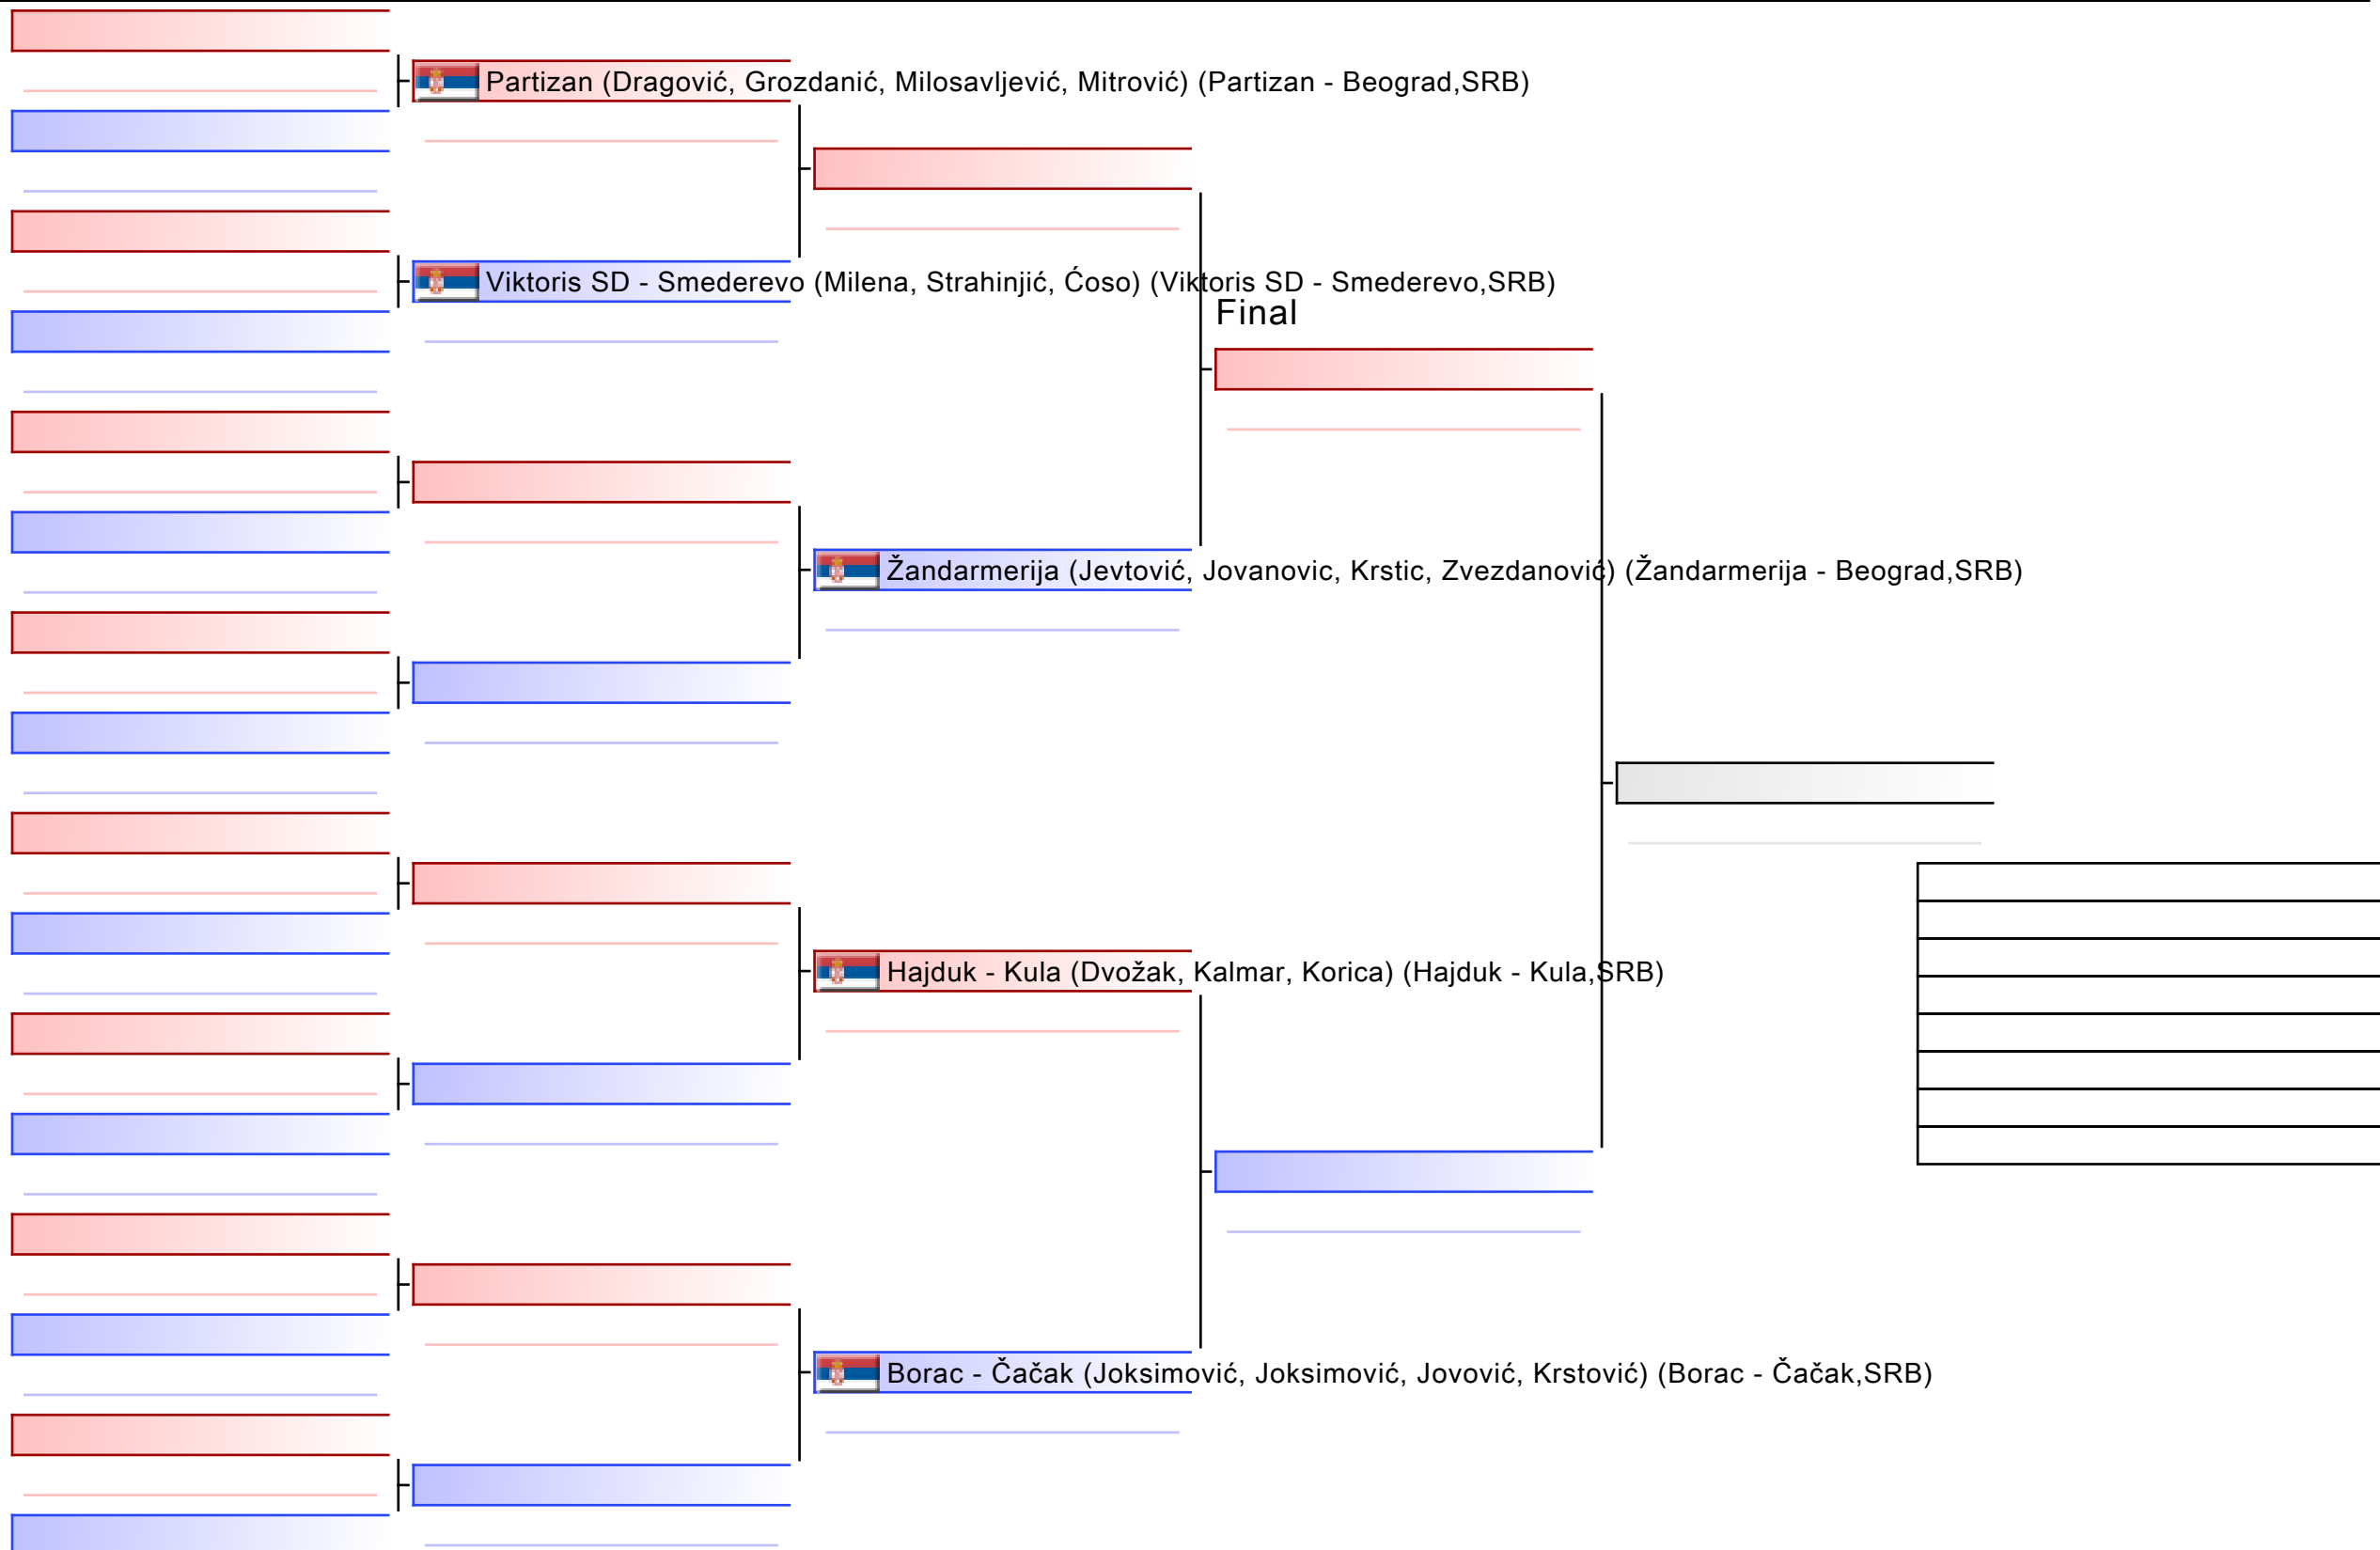 Partizan (Dragović, Grozdanić, Milosavljević, Mitrović) (Partizan - Beograd,SRB)
Viktoris SD - Smederevo (Milena, Strahinjić, Ćoso) (Viktoris SD - Smederevo,SRB)
Final
Žandarmerija (Jevtović, Jovanovic, Krstic, Zvezdanović) (Žandarmerija - Beograd,SRB)
Hajduk - Kula (Dvožak, Kalmar, Korica) (Hajduk - Kula,SRB)
Borac - Čačak (Joksimović, Joksimović, Jovović, Krstović) (Borac - Čačak,SRB)